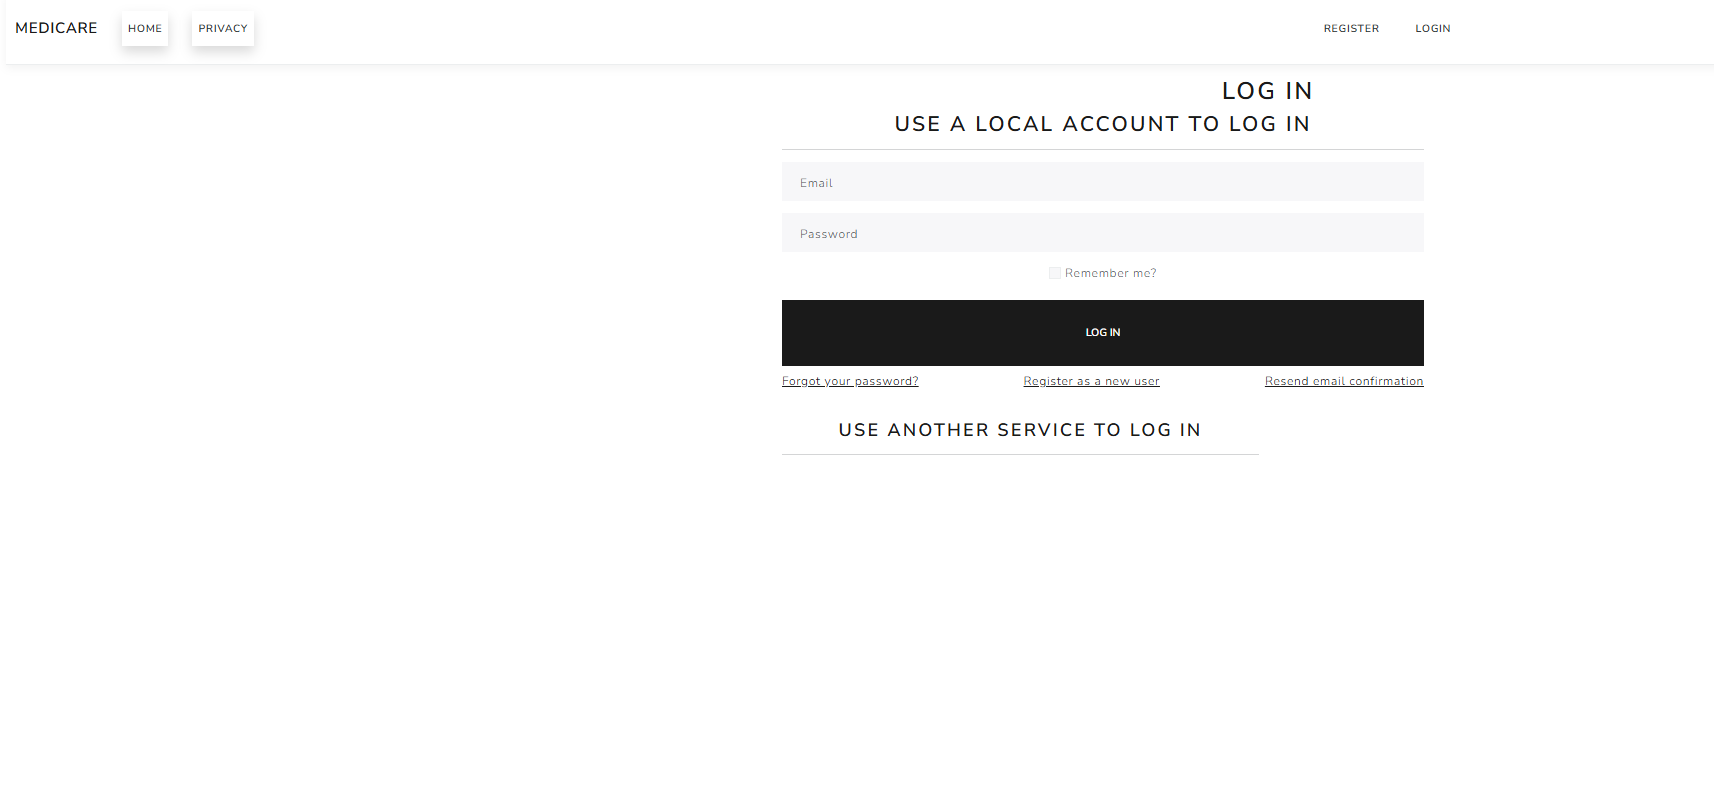 MEDICARE HOME PRIVACY REGISTER LOGIN
LOG IN
USE A LOCAL ACCOUNT TO LOG IN
Email
Password
Remember me?
LOG IN
Forgot your password? Register as a new user Resend email confirmation
USE ANOTHER SERVICE TO LOG IN